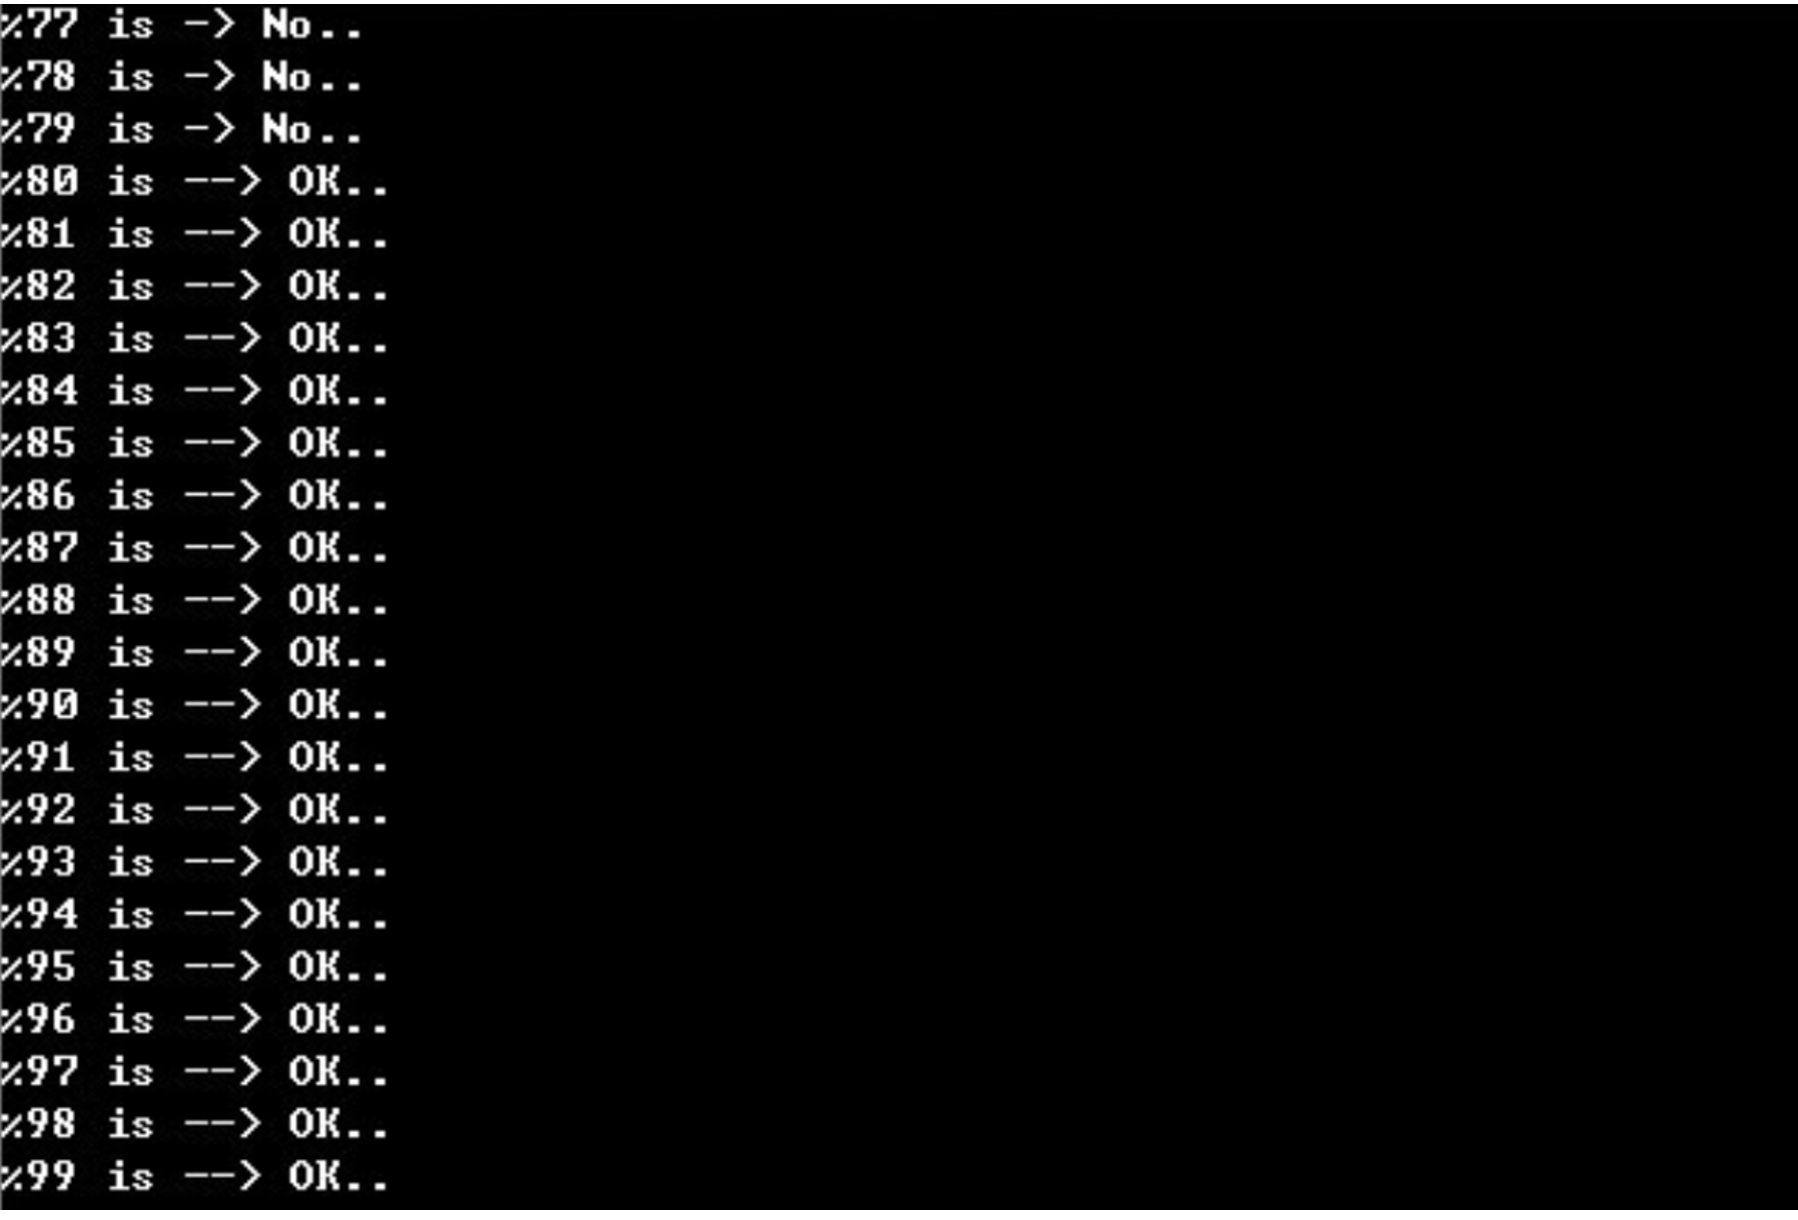 %77 is -> No..
%78 is -> No..
%79 is -> No..
%80 is --> OK..
%81 is --> OK..
%82 is --> OK..
%83 is --> OK..
%84 is --> OK..
%85 is --> OK..
%86 is --> OK..
%87 is --> OK..
%88 is --> OK..
%89 is --> OK..
%90 is --> OK..
%91 is --> OK..
%92 is --> OK..
%93 is --> OK..
%94 is --> OK..
%95 is --> OK..
%96 is --> OK..
%97 is --> OK..
%98 is --> OK..
%99 is --> OK..